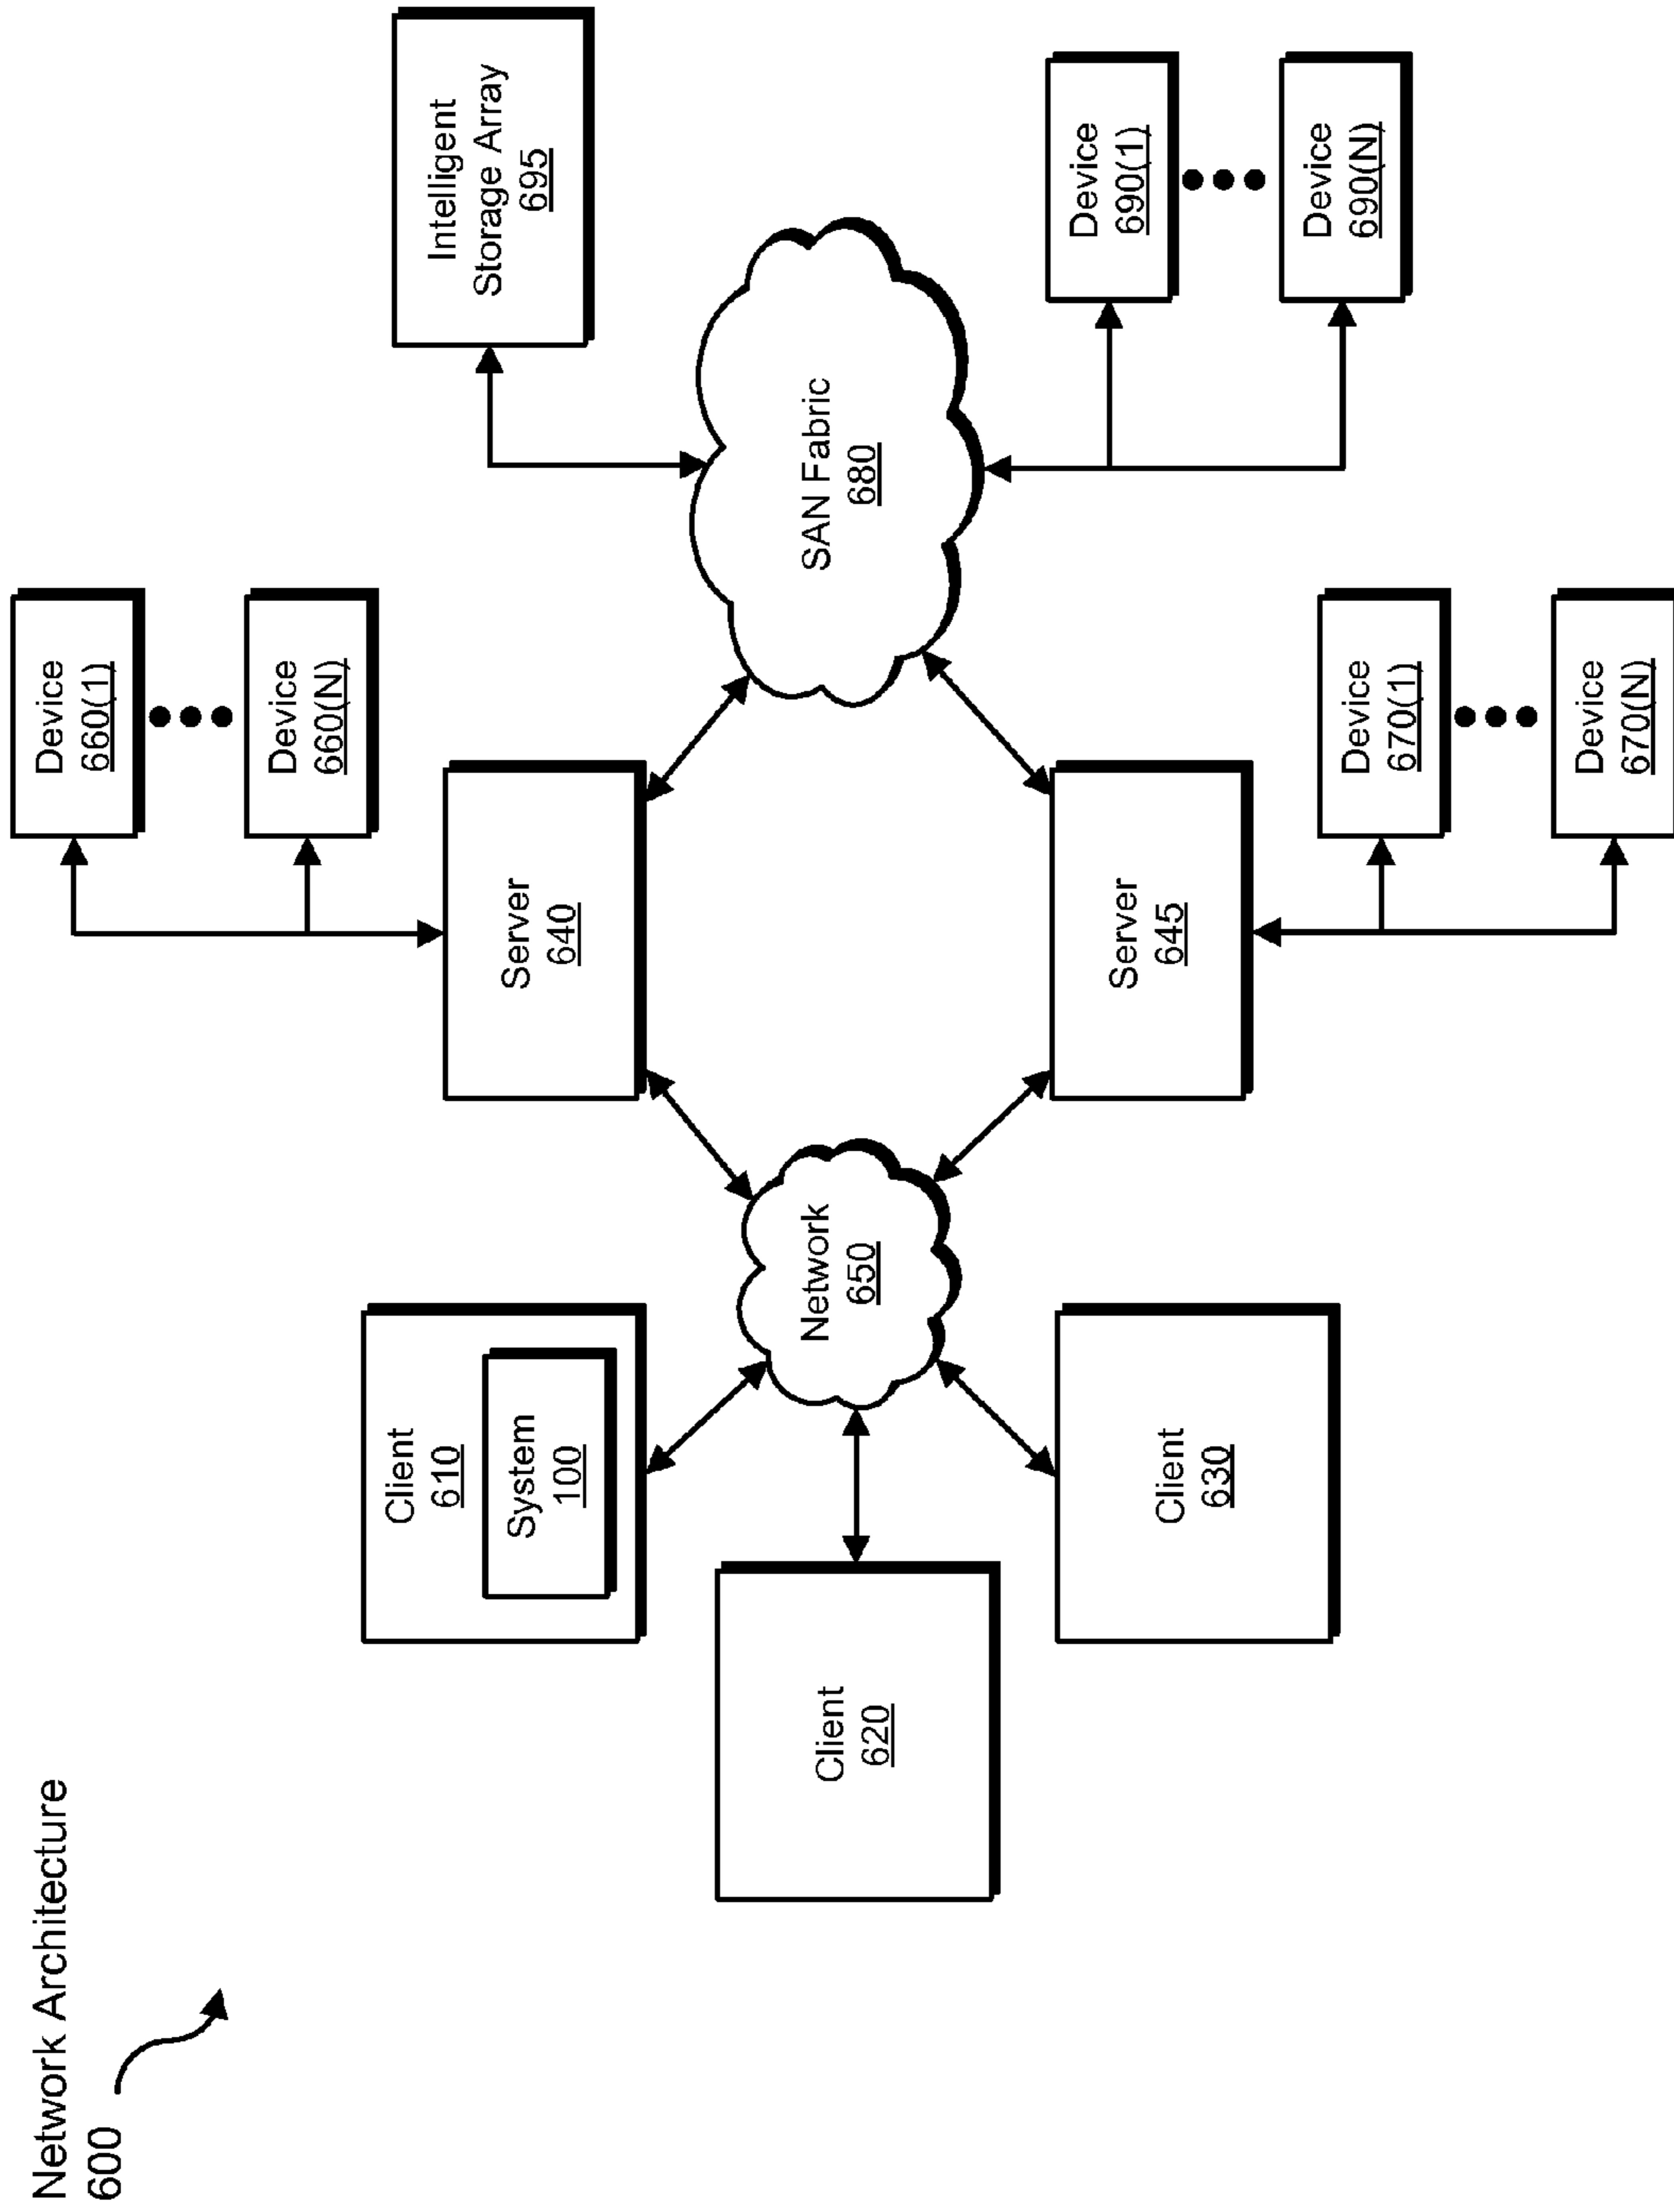 Network Architecture
600
Client
610
System
100
Client
620
Client
630
Network
650
Server
640
Server
645
Device
660(1)
Device
660(N)
Device
670(1)
Device
670(N)
SAN Fabric
680
Intelligent
Storage Array
695
Device
690(1)
Device
690(N)